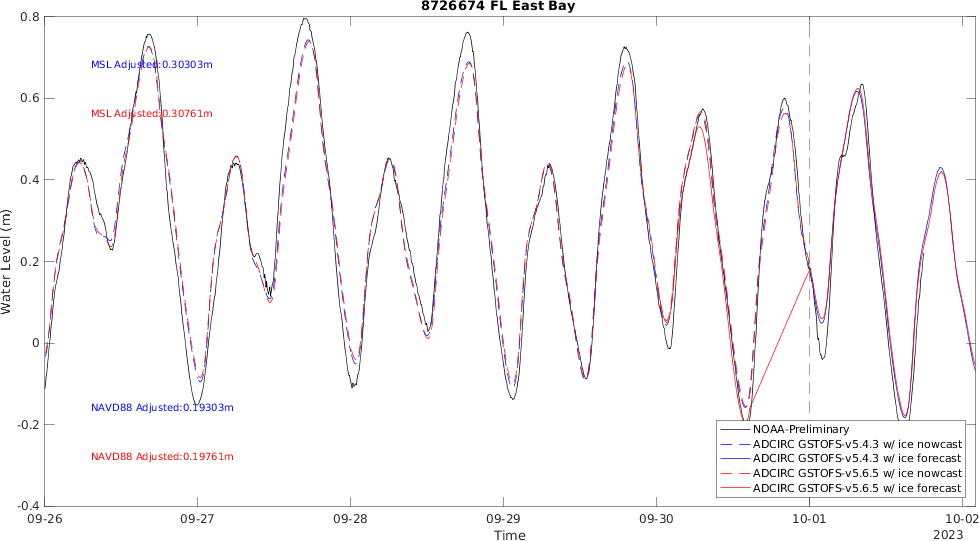 8726674 FL East Bay
0.8
0.6
0.4
0.2
0
-0.2
-0.4
Water Level (m)
MSL Adjusted:0.30303m
MSL Adjusted:0.30761m
NAVD88 Adjusted:0.19303m
NAVD88 Adjusted:0.19761m
NOAA-Preliminary
ADCIRC GSTOFS-v5.4.3 w/ ice nowcast
ADCIRC GSTOFS-v5.4.3 w/ ice forecast
ADCIRC GSTOFS-v5.6.5 w/ ice nowcast
ADCIRC GSTOFS-v5.6.5 w/ ice forecast
09-26 09-27 09-28 09-29 09-30 10-01 10-02
Time
2023